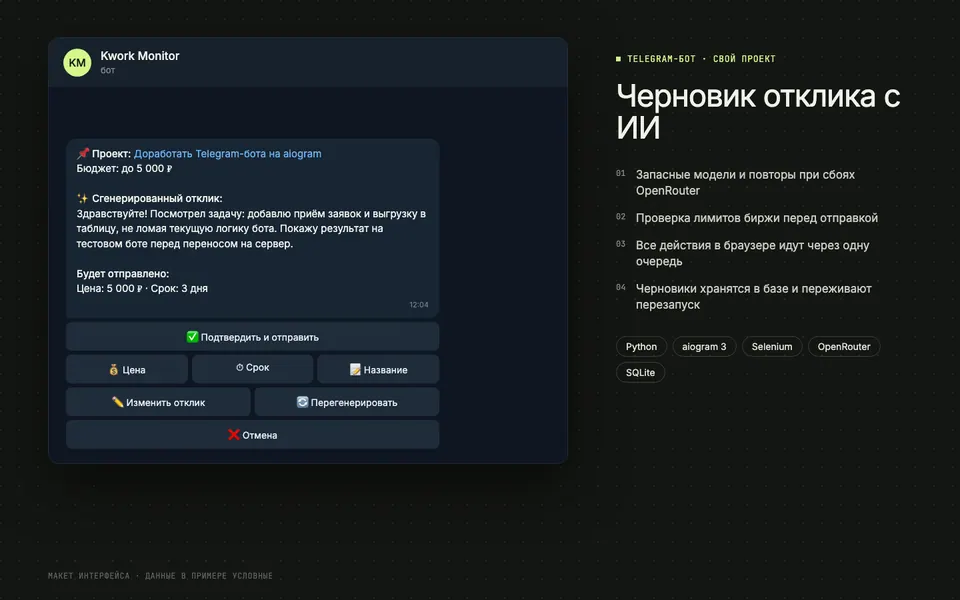 KM
Kwork Monitor
бот
📌 Проект: Доработать Telegram-бота на aiogram
Бюджет: до 5 000 ₽
✨ Сгенерированный отклик:
Здравствуйте! Посмотрел задачу: добавлю приём заявок и выгрузку в
таблицу, не ломая текущую логику бота. Покажу результат на
тестовом боте перед переносом на сервер.
Будет отправлено:
Цена: 5 000 ₽ · Срок: 3 дня
12:04
✅ Подтвердить и отправить
💰 Цена
⏱ Срок
📝 Название
✏️ Изменить отклик
🔄 Перегенерировать
❌ Отмена
TELEGRAM-БОТ · СВОЙ ПРОЕКТ
Черновик отклика с
ИИ
01 Запасные модели и повторы при сбоях
OpenRouter
02 Проверка лимитов биржи перед отправкой
03 Все действия в браузере идут через одну
очередь
04 Черновики хранятся в базе и переживают
перезапуск
Python
aiogram 3
Selenium
OpenRouter
SQLite
МАКЕТ ИНТЕРФЕЙСА · ДАННЫЕ В ПРИМЕРЕ УСЛОВНЫЕ